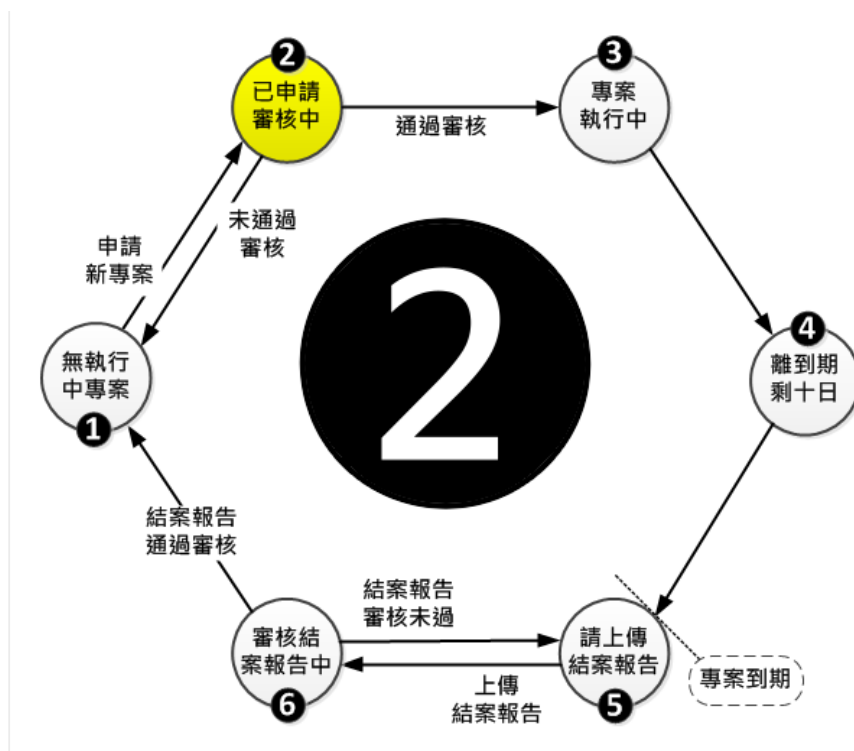 2
已申請
審核中
3
專案
執行中
通過審核
未通過
審核
申請
新專案
2
4
離到期
剩十日
無執行
中專案
1
結案報告
通過審核
結案報告
審核未過
審核結
案報告中
6
請上傳
結案報告
5
專案到期
上傳
結案報告